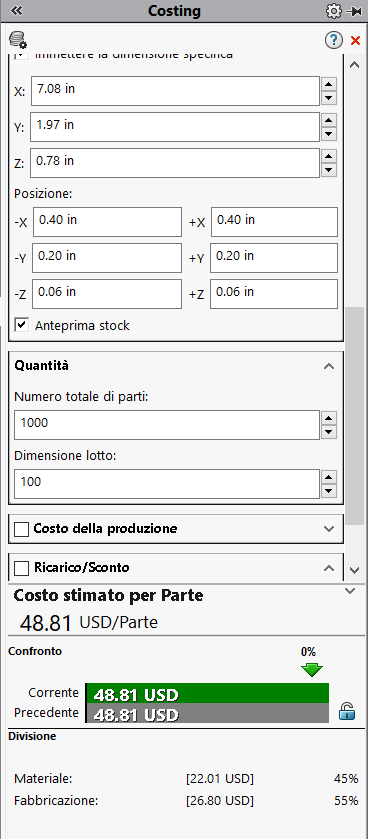 Costing
Immettere la dimensione specifica
X: 7.08 in
Y: 1.97 in
Z: 0.78 in
Posizione:
-X 0.40 in +X 0.40 in
-Y 0.20 in +Y 0.20 in
-Z 0.06 in +Z 0.06 in
Anteprima stock
Quantità
Numero totale di parti:
1000
Dimensione lotto:
100
Costo della produzione
Ricarico/Sconto
Costo stimato per Parte
48.81 USD/Parte
Confronto 0%
Corrente 48.81 USD
Precedente 48.81 USD
Divisione
Materiale: [22.01 USD] 45%
Fabbricazione: [26.80 USD] 55%